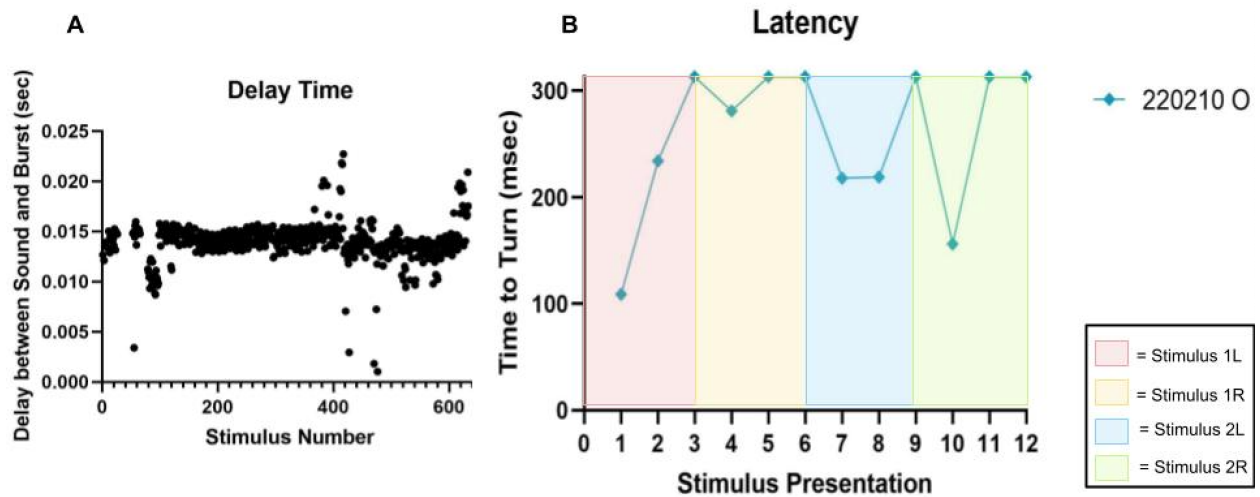 A
B
Latency
Delay Time
Delay between Sound and Burst (sec)
0.025
0.020
0.015
0.010
0.005
0.000
0 200 400 600
Stimulus Number
Time to Turn (msec)
300
200
100
0
0 1 2 3 4 5 6 7 8 9 10 11 12
Stimulus Presentation
220210 O
= Stimulus 1L
= Stimulus 1R
= Stimulus 2L
= Stimulus 2R